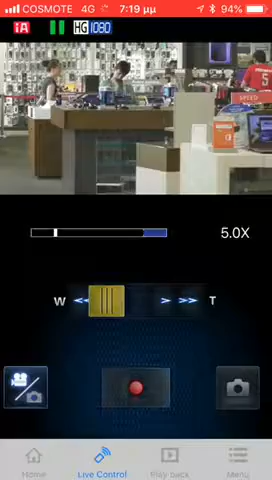 COSMOTE 4G 7:19 μμ 94%
iA HG 1080
SPEED
5.0X
W T
Home Live Control Play back Menu